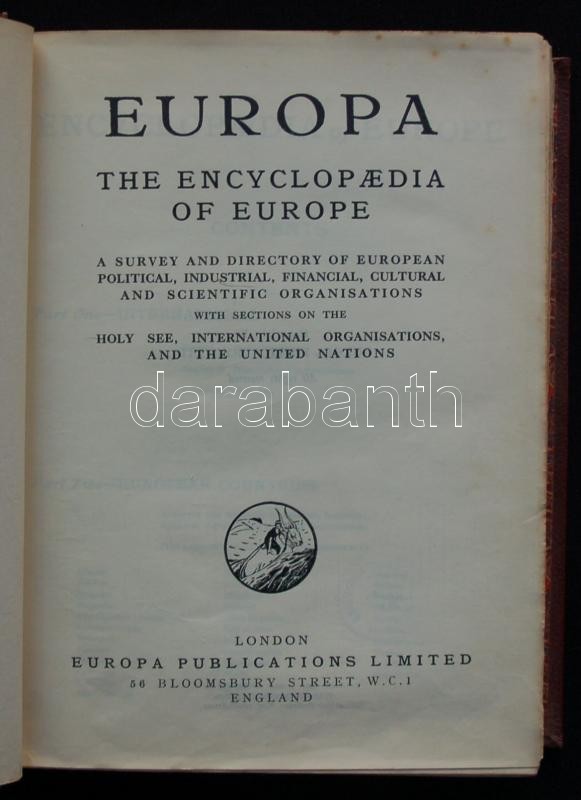 EUROPA
THE ENCYCLOPÆDIA
OF EUROPE
A SURVEY AND DIRECTORY OF EUROPEAN
POLITICAL, INDUSTRIAL, FINANCIAL, CULTURAL
AND SCIENTIFIC ORGANISATIONS
WITH SECTIONS ON THE
HOLY SEE, INTERNATIONAL ORGANISATIONS,
AND THE UNITED NATIONS
darabanth
LONDON
EUROPA PUBLICATIONS LIMITED
56 BLOOMSBURY STREET, W.C.1
ENGLAND